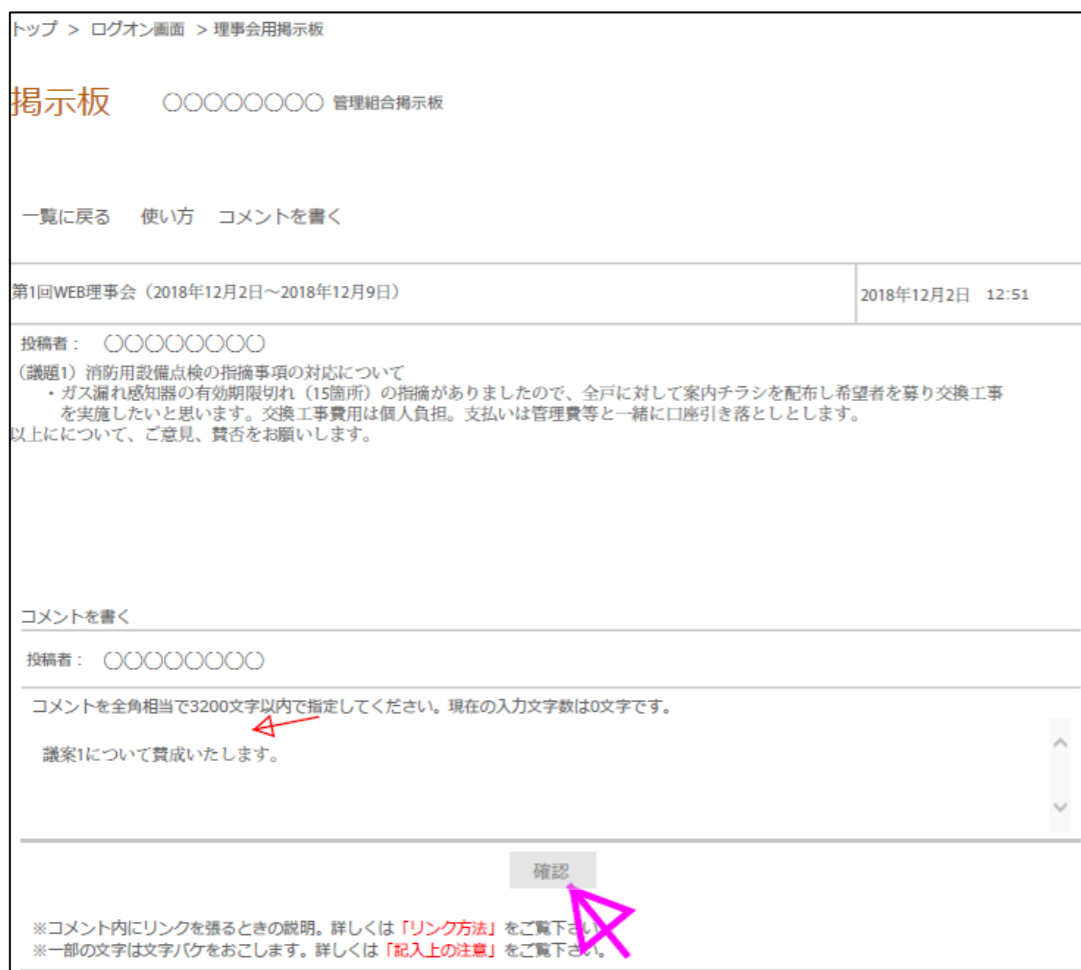 トップ > ログオン画面 > 理事会用掲示板
掲示板 ○○○○○○○○ 管理組合掲示板
一覧に戻る 使い方 コメントを書く
第1回WEB理事会（2018年12月2日～2018年12月9日） 2018年12月2日 12:51
投稿者： ○○○○○○○○
（議題1）消防用設備点検の指摘事項の対応について
・ガス漏れ感知器の有効期限切れ（15箇所）の指摘がありましたので、全戸に対して案内チラシを配布し希望者を募り交換工事
を実施したいと思います。交換工事費用は個人負担。支払いは管理費等と一緒に口座引き落としとします。
以上にについて、ご意見、賛否をお願いします。
コメントを書く
投稿者： ○○○○○○○○
コメントを全角相当で3200文字以内で指定してください。現在の入力文字数は0文字です。
議案1について賛成いたします。
確認
※コメント内にリンクを張るときの説明。詳しくは「リンク方法」をご覧下さい。
※一部の文字は文字バケをおこします。詳しくは「記入上の注意」をご覧下さい。